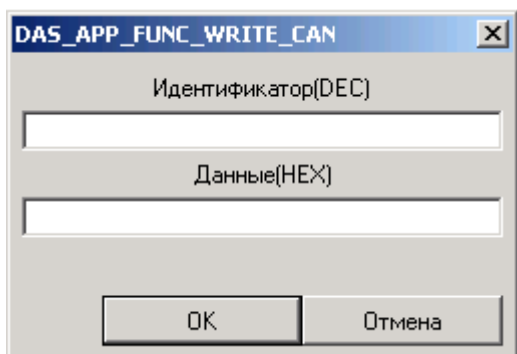 DAS_APP_FUNC_WRITE_CAN
Идентификатор(DEC)
Данные(HEX)
OK Отмена